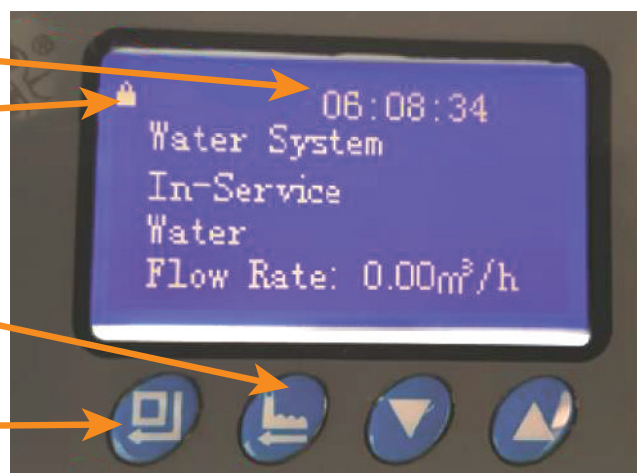 06:08:34
Water System
In-Service
Water
Flow Rate: 0.00m³/h